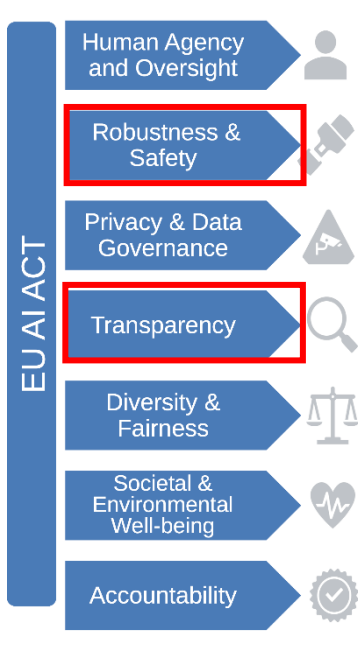 EU AI ACT
Human Agency
and Oversight
Robustness &
Safety
Privacy & Data
Governance
Transparency
Diversity &
Fairness
Societal &
Environmental
Well-being
Accountability